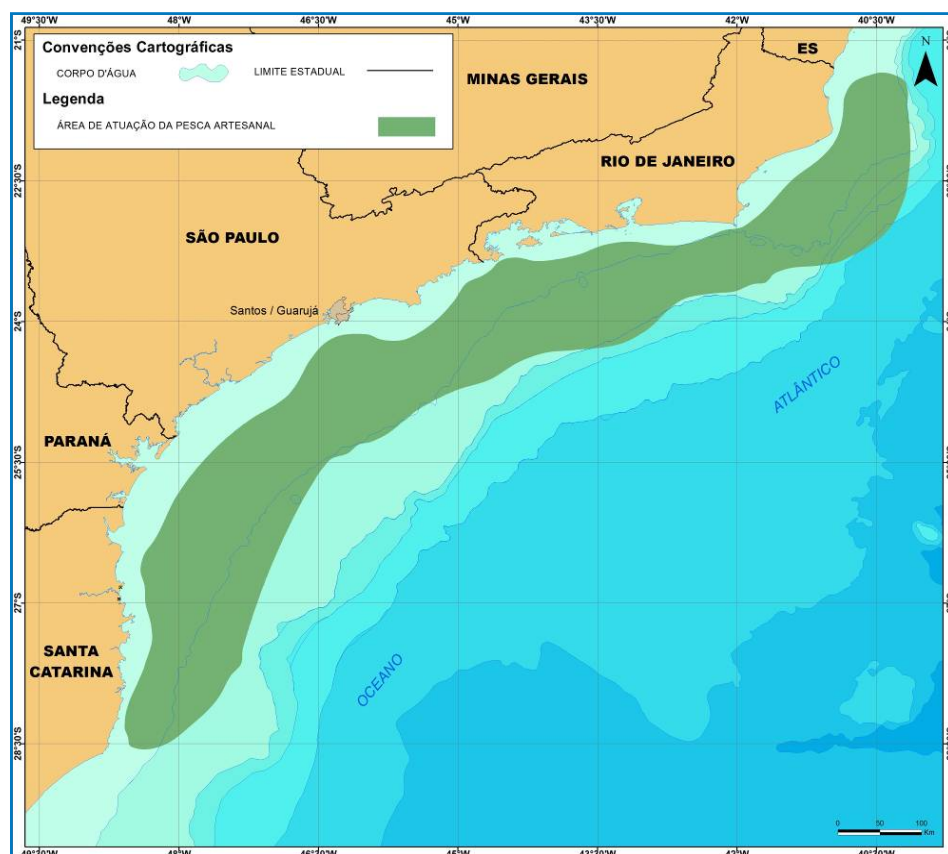 49°30'W 48°W 46°30'W 45°W 43°30'W 42°W 40°30'W
21°S
Convenções Cartográficas
CORPO D'ÁGUA LIMITE ESTADUAL
Legenda
ÁREA DE ATUAÇÃO DA PESCA ARTESANAL
N
ES
MINAS GERAIS
RIO DE JANEIRO
22°30'S
SÃO PAULO
Santos / Guarujá
24°S
ATLÂNTICO
PARANÁ
25°30'S
27°S
SANTA
CATARINA
OCEANO
28°30'S
0 50 100
Km